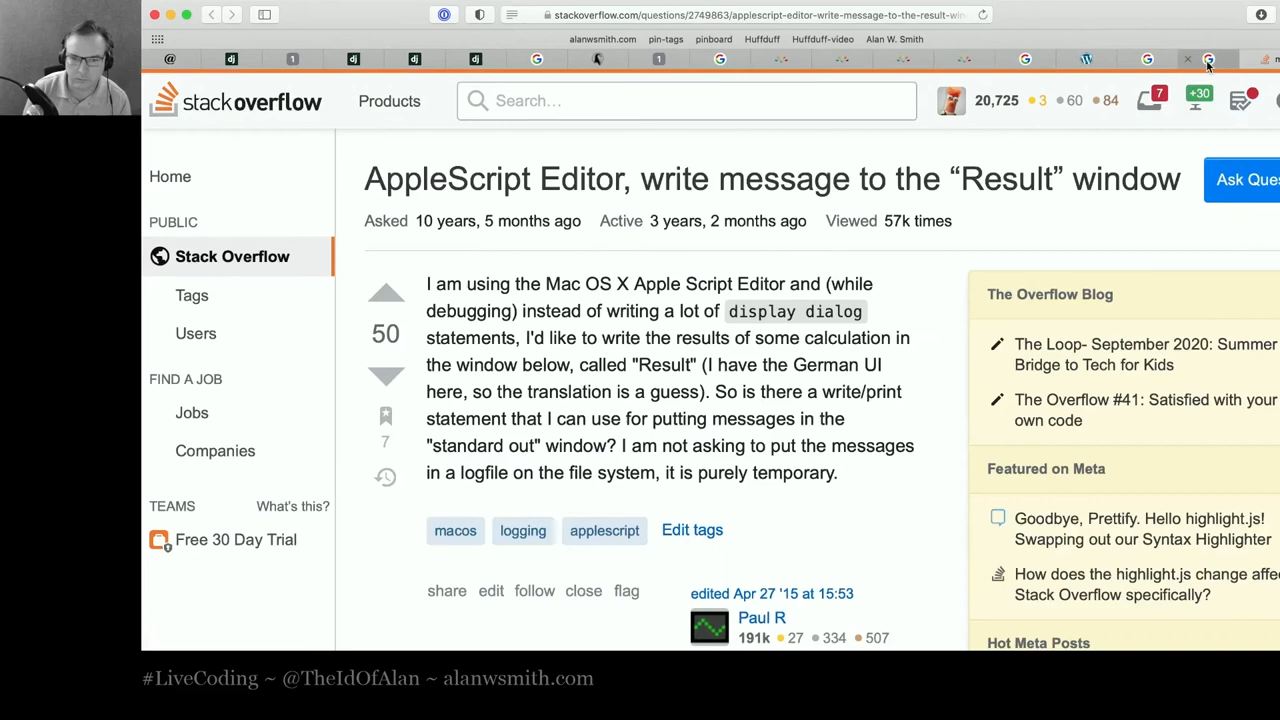 stackoverflow.com/questions/2749863/applescript-editor-write-message-to-the-result-win
alanwsmith.com pin-tags pinboard Huffduff Huffduff-video Alan W. Smith
@ dj 1 dj dj dj G 1 G G G G
stackoverflow Products Search... 20,725 3 60 84 7 +30
Home
PUBLIC
Stack Overflow
Tags
Users
FIND A JOB
Jobs
Companies
TEAMS What's this?
Free 30 Day Trial
AppleScript Editor, write message to the “Result” window
Ask Ques
Asked 10 years, 5 months ago Active 3 years, 2 months ago Viewed 57k times
50
7
I am using the Mac OS X Apple Script Editor and (while
debugging) instead of writing a lot of display dialog
statements, I'd like to write the results of some calculation in
the window below, called "Result" (I have the German UI
here, so the translation is a guess). So is there a write/print
statement that I can use for putting messages in the
"standard out" window? I am not asking to put the messages
in a logfile on the file system, it is purely temporary.
macos logging applescript Edit tags
share edit follow close flag
edited Apr 27 '15 at 15:53
Paul R
191k 27 334 507
The Overflow Blog
The Loop- September 2020: Summer
Bridge to Tech for Kids
The Overflow #41: Satisfied with your
own code
Featured on Meta
Goodbye, Prettify. Hello highlight.js!
Swapping out our Syntax Highlighter
How does the highlight.js change affe
Stack Overflow specifically?
Hot Meta Posts
#LiveCoding ~ @TheIdOfAlan ~ alanwsmith.com